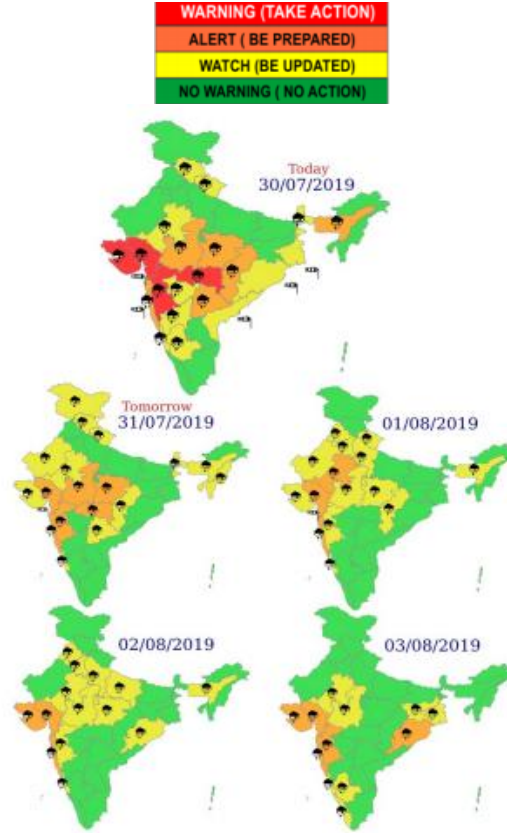 WARNING (TAKE ACTION)
ALERT ( BE PREPARED)
WATCH (BE UPDATED)
NO WARNING ( NO ACTION)
Today
30/07/2019
Tomorrow
31/07/2019
01/08/2019
02/08/2019
03/08/2019